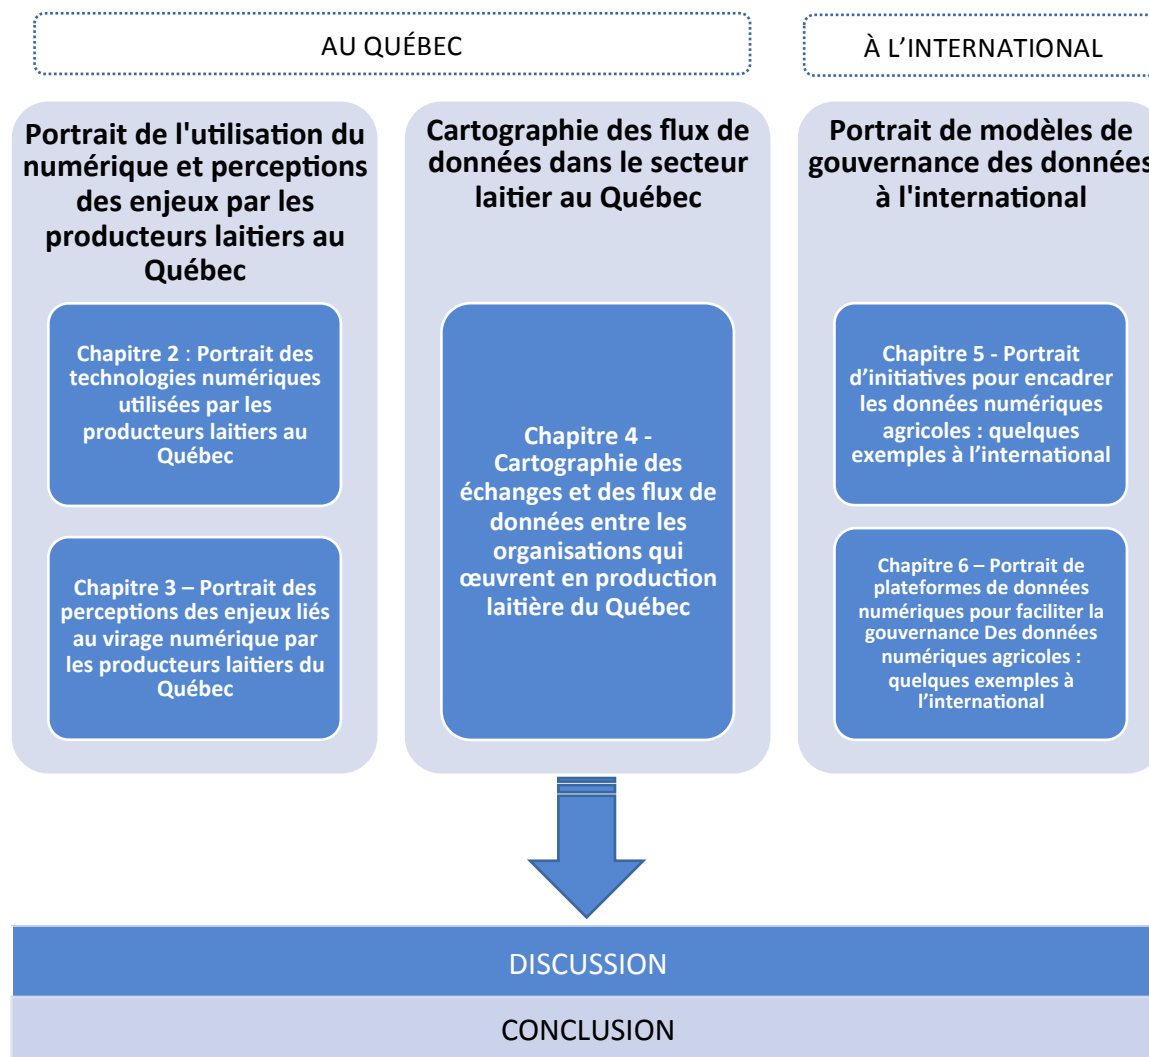 AU QUÉBEC
À L'INTERNATIONAL
Portrait de l'utilisation du
numérique et perceptions
des enjeux par les
producteurs laitiers au
Québec
Chapitre 2 : Portrait des
technologies numériques
utilisées par les
producteurs laitiers au
Québec
Chapitre 3 – Portrait des
perceptions des enjeux liés
au virage numérique par
les producteurs laitiers du
Québec
Cartographie des flux de
données dans le secteur
laitier au Québec
Chapitre 4 -
Cartographie des
échanges et des flux de
données entre les
organisations qui
œuvrent en production
laitière du Québec
Portrait de modèles de
gouvernance des données
à l'international
Chapitre 5 - Portrait
d’initiatives pour encadrer
les données numériques
agricoles : quelques
exemples à l’international
Chapitre 6 – Portrait de
plateformes de données
numériques pour faciliter la
gouvernance Des données
numériques agricoles :
quelques exemples à
l’international
DISCUSSION
CONCLUSION